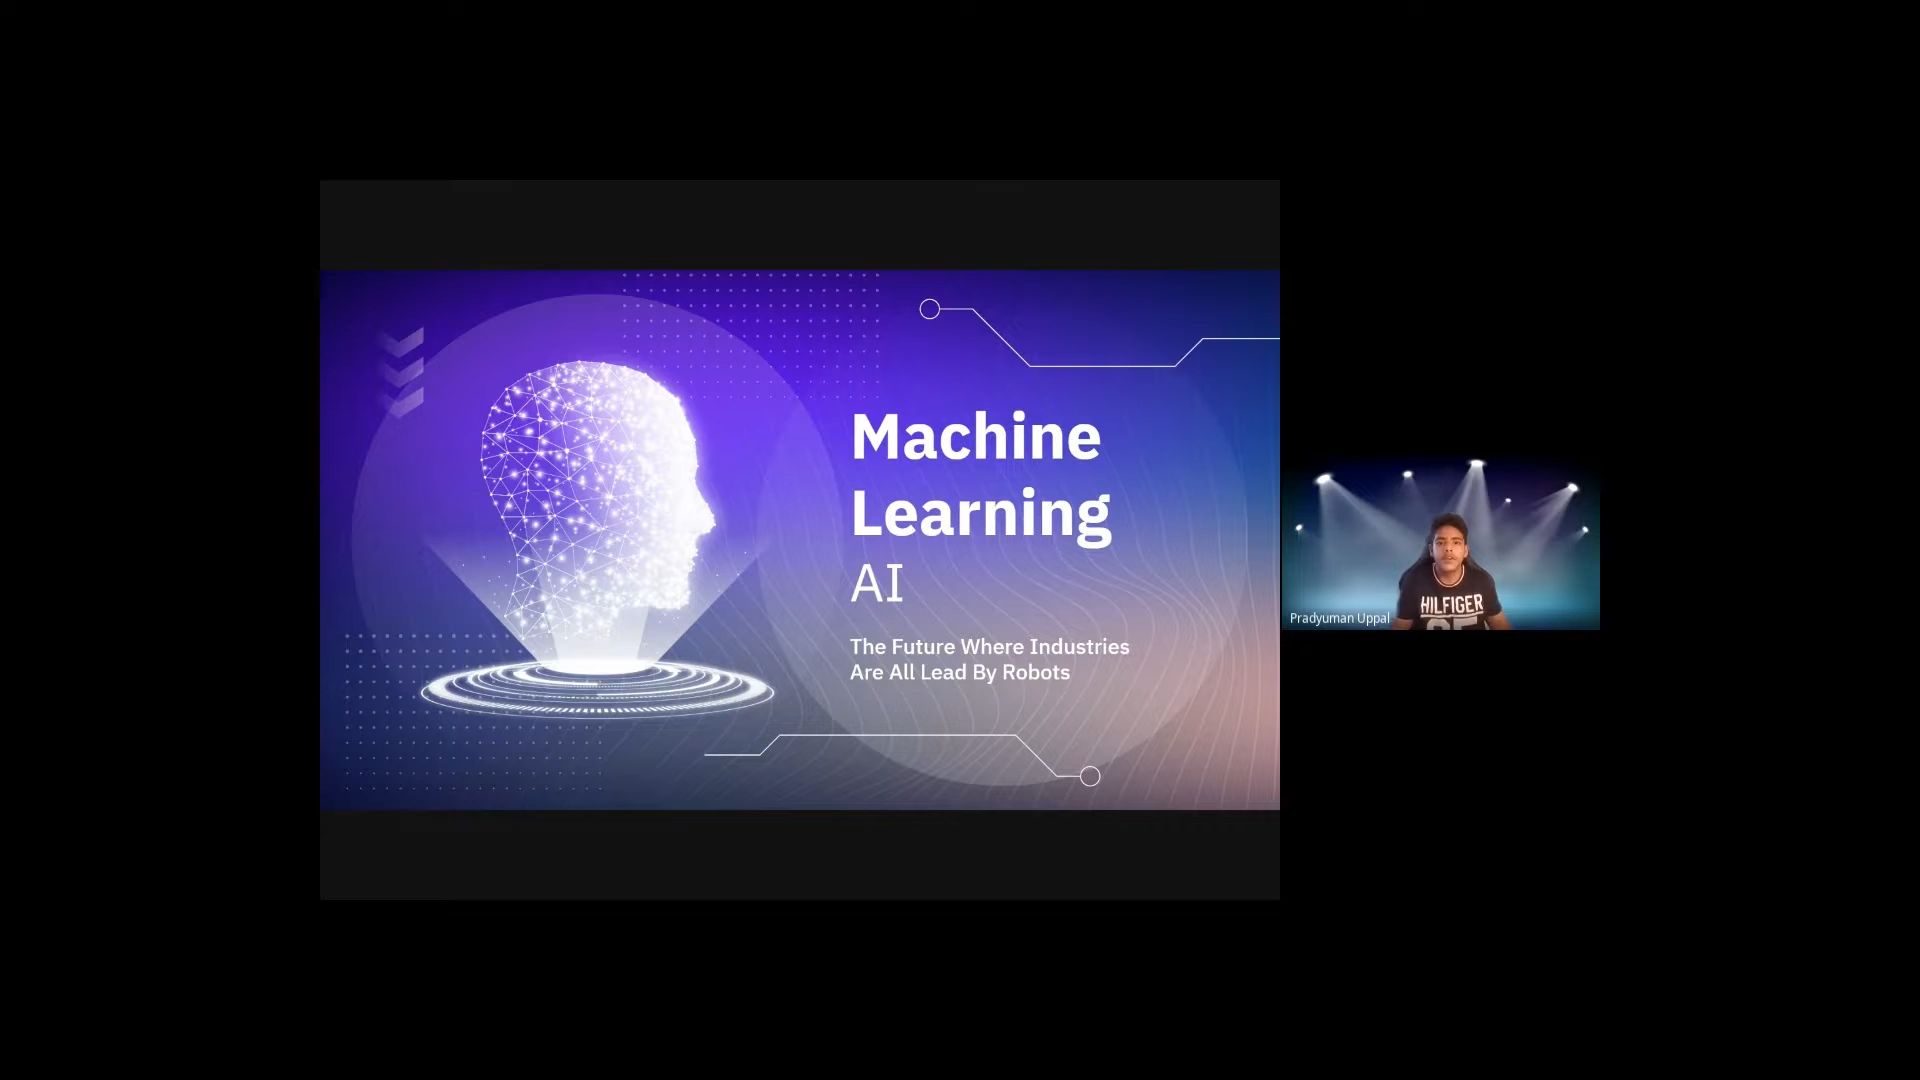 Machine
Learning
AI
The Future Where Industries
Are All Lead By Robots
Pradyuman Uppal
HILFIGER